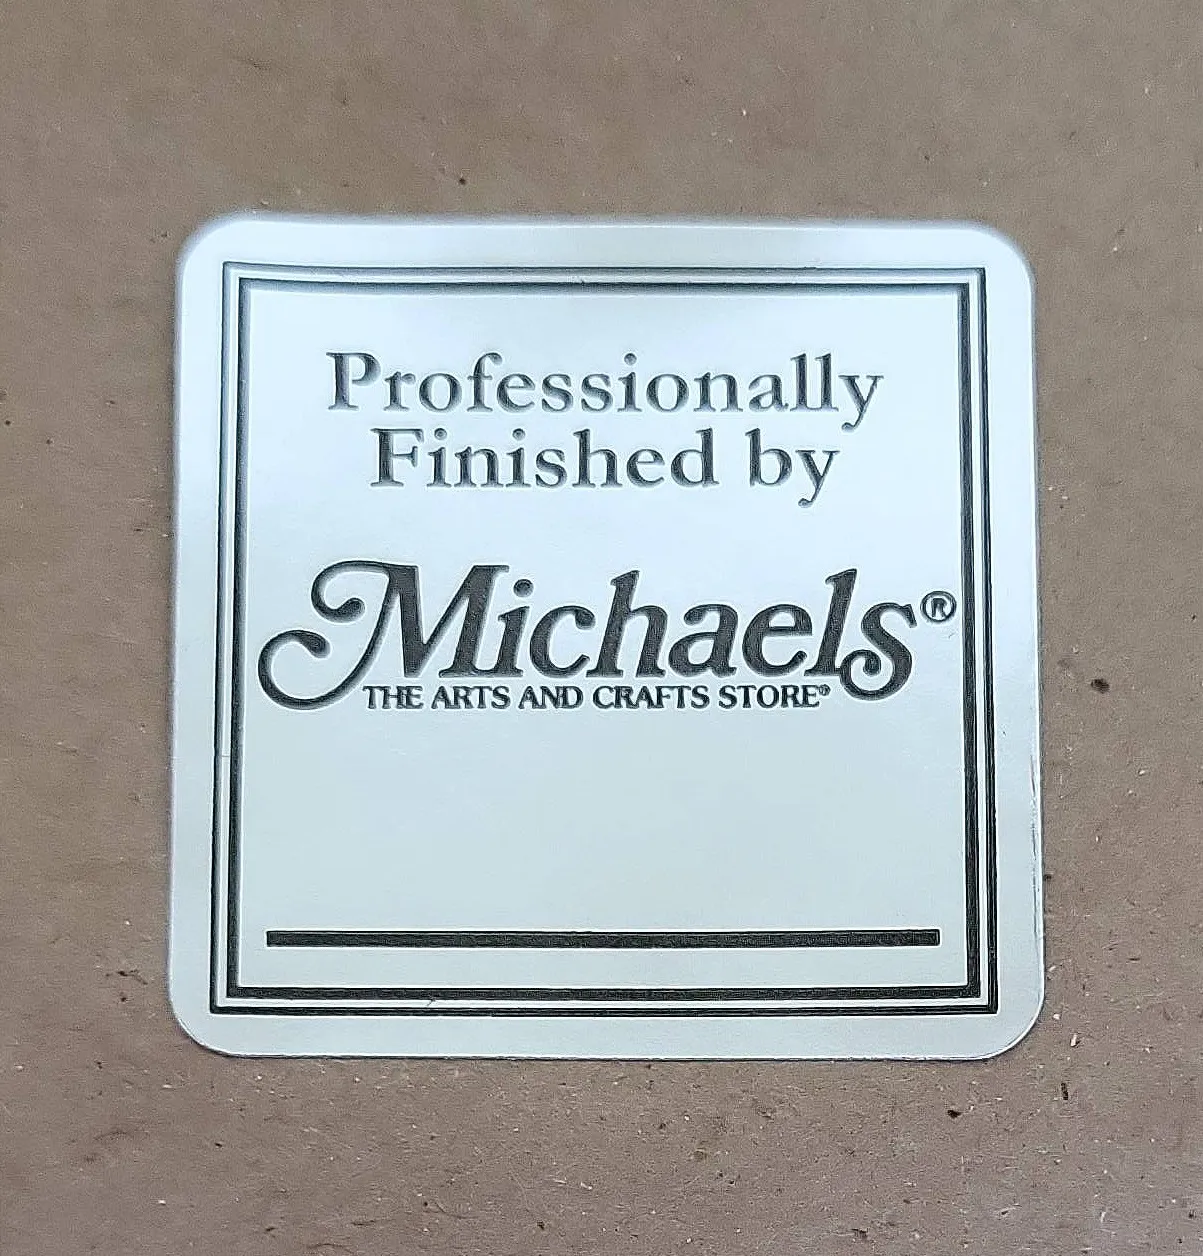 Professionally
Finished by
Michaels®
THE ARTS AND CRAFTS STORE®